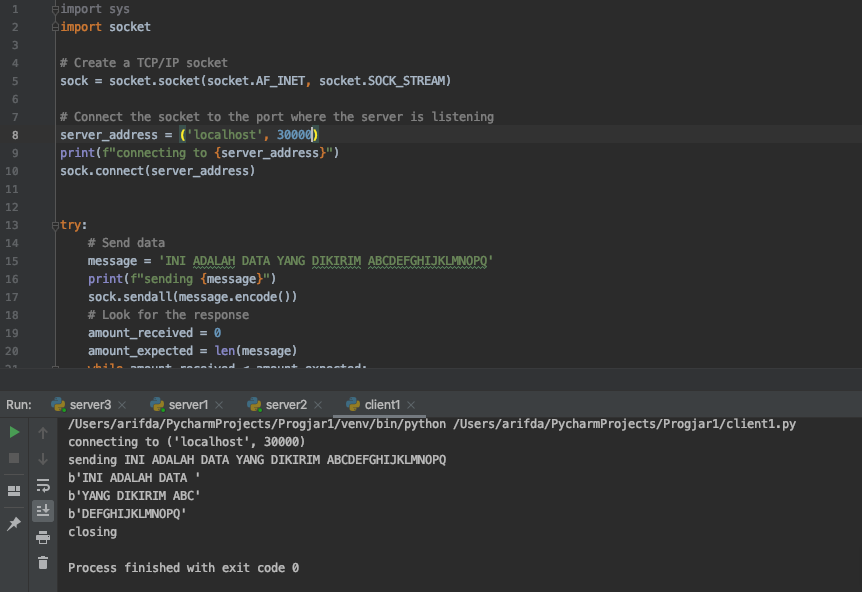 1 import sys
2 import socket
3
4 # Create a TCP/IP socket
5 sock = socket.socket(socket.AF_INET, socket.SOCK_STREAM)
6
7 # Connect the socket to the port where the server is listening
8 server_address = ('localhost', 30000)
9 print(f"connecting to {server_address}")
10 sock.connect(server_address)
11
12
13 try:
14 # Send data
15 message = 'INI ADALAH DATA YANG DIKIRIM ABCDEFGHIJKLMNOPQ'
16 print(f"sending {message}")
17 sock.sendall(message.encode())
18 # Look for the response
19 amount_received = 0
20 amount_expected = len(message)
21 while amount_received < amount_expected:
Run: server3 × server1 × server2 × client1 ×
/Users/arifda/PycharmProjects/Progjar1/venv/bin/python /Users/arifda/PycharmProjects/Progjar1/client1.py
connecting to ('localhost', 30000)
sending INI ADALAH DATA YANG DIKIRIM ABCDEFGHIJKLMNOPQ
b'INI ADALAH DATA '
b'YANG DIKIRIM ABC'
b'DEFGHIJKLMNOPQ'
closing
Process finished with exit code 0